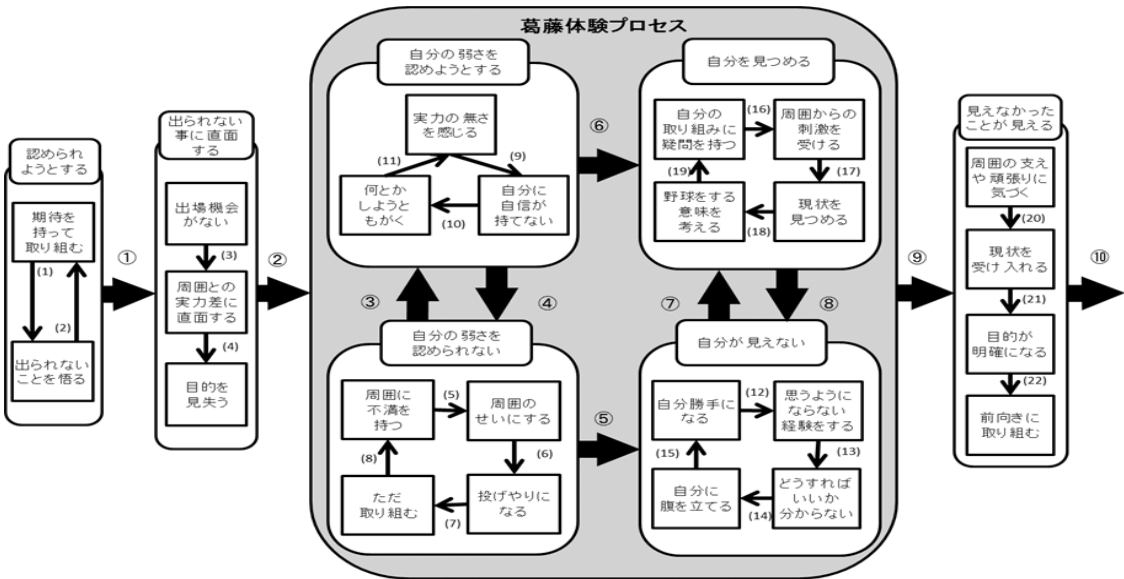 葛藤体験プロセス
認められ
ようとする
期待を
持って
取り組む
(1)
(2)
出られない
ことを悟る
①
出られない
事に直面
する
出場機会
がない
(3)
周囲との
実力差に
直面する
(4)
目的を
見失う
②
自分の弱さを
認めようとする
実力の無さ
を感じる
(9)
自分に
自信が
持てない
(10)
何とか
しようと
もがく
(11)
③
④
自分の弱さを
認められない
周囲に
不満を
持つ
(5)
周囲の
せいにする
(6)
投げやりに
なる
(7)
ただ
取り組む
(8)
⑤
⑥
自分を見つめる
自分の
取り組みに
疑問を持つ
(16)
周囲からの
刺激を
受ける
(17)
現状を
見つめる
(18)
野球をする
意味を
考える
(19)
⑦
⑧
自分が見えない
自分勝手に
なる
(12)
思うように
ならない
経験をする
(13)
どうすれば
いいか
分からない
(14)
自分に
腹を立てる
(15)
⑨
見えなかった
ことが見える
周囲の支え
や頑張りに
気づく
(20)
現状を
受け入れる
(21)
目的が
明確になる
(22)
前向きに
取り組む
⑩